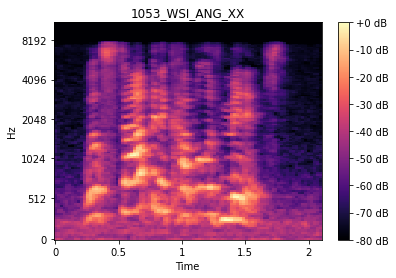 1053_WSI_ANG_XX
8192
4096
2048
1024
512
0
Hz
0
0.5
1
1.5
2
Time
+0 dB
-10 dB
-20 dB
-30 dB
-40 dB
-50 dB
-60 dB
-70 dB
-80 dB